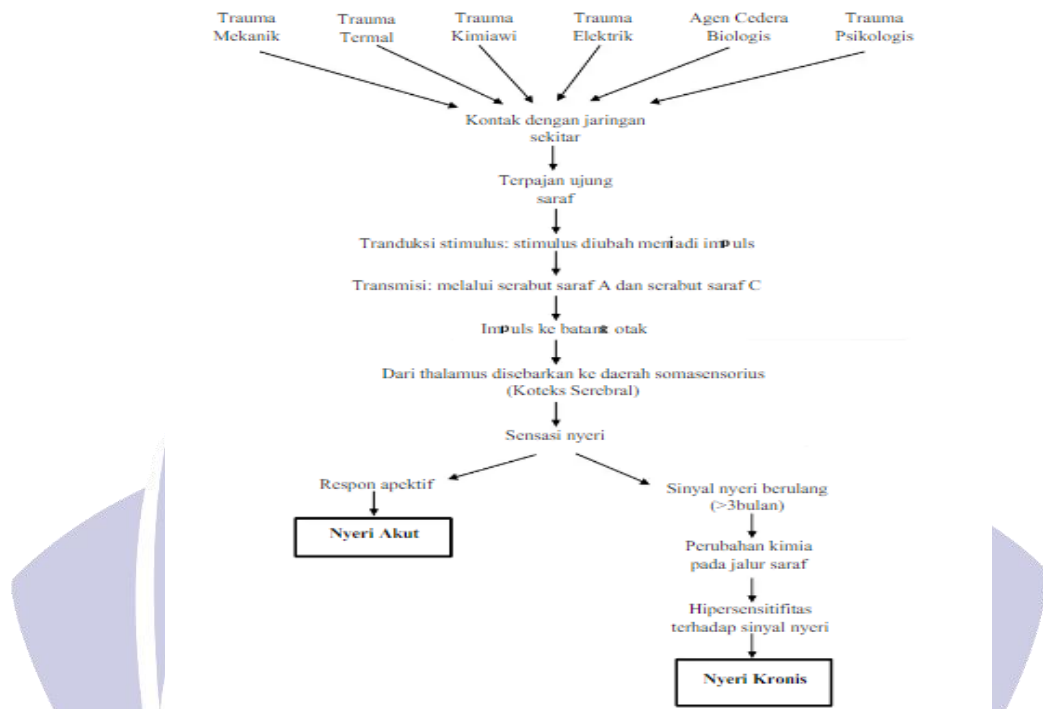 Trauma
Mekanik
Trauma
Termal
Trauma
Kimiawi
Trauma
Elektrik
Agen Cedera
Biologis
Trauma
Psikologis
Kontak dengan jaringan
sekitar
Terpajan ujung
saraf
Tranduksi stimulus: stimulus diubah menjadi impuls
Transmisi: melalui serabut saraf A dan serabut saraf C
Impuls ke batang otak
Dari thalamus disebarkan ke daerah somasensorius
(Koteks Serebral)
Sensasi nyeri
Respon apektif
Nyeri Akut
Sinyal nyeri berulang
(>3bulan)
Perubahan kimia
pada jalur saraf
Hipersensitifitas
terhadap sinyal nyeri
Nyeri Kronis